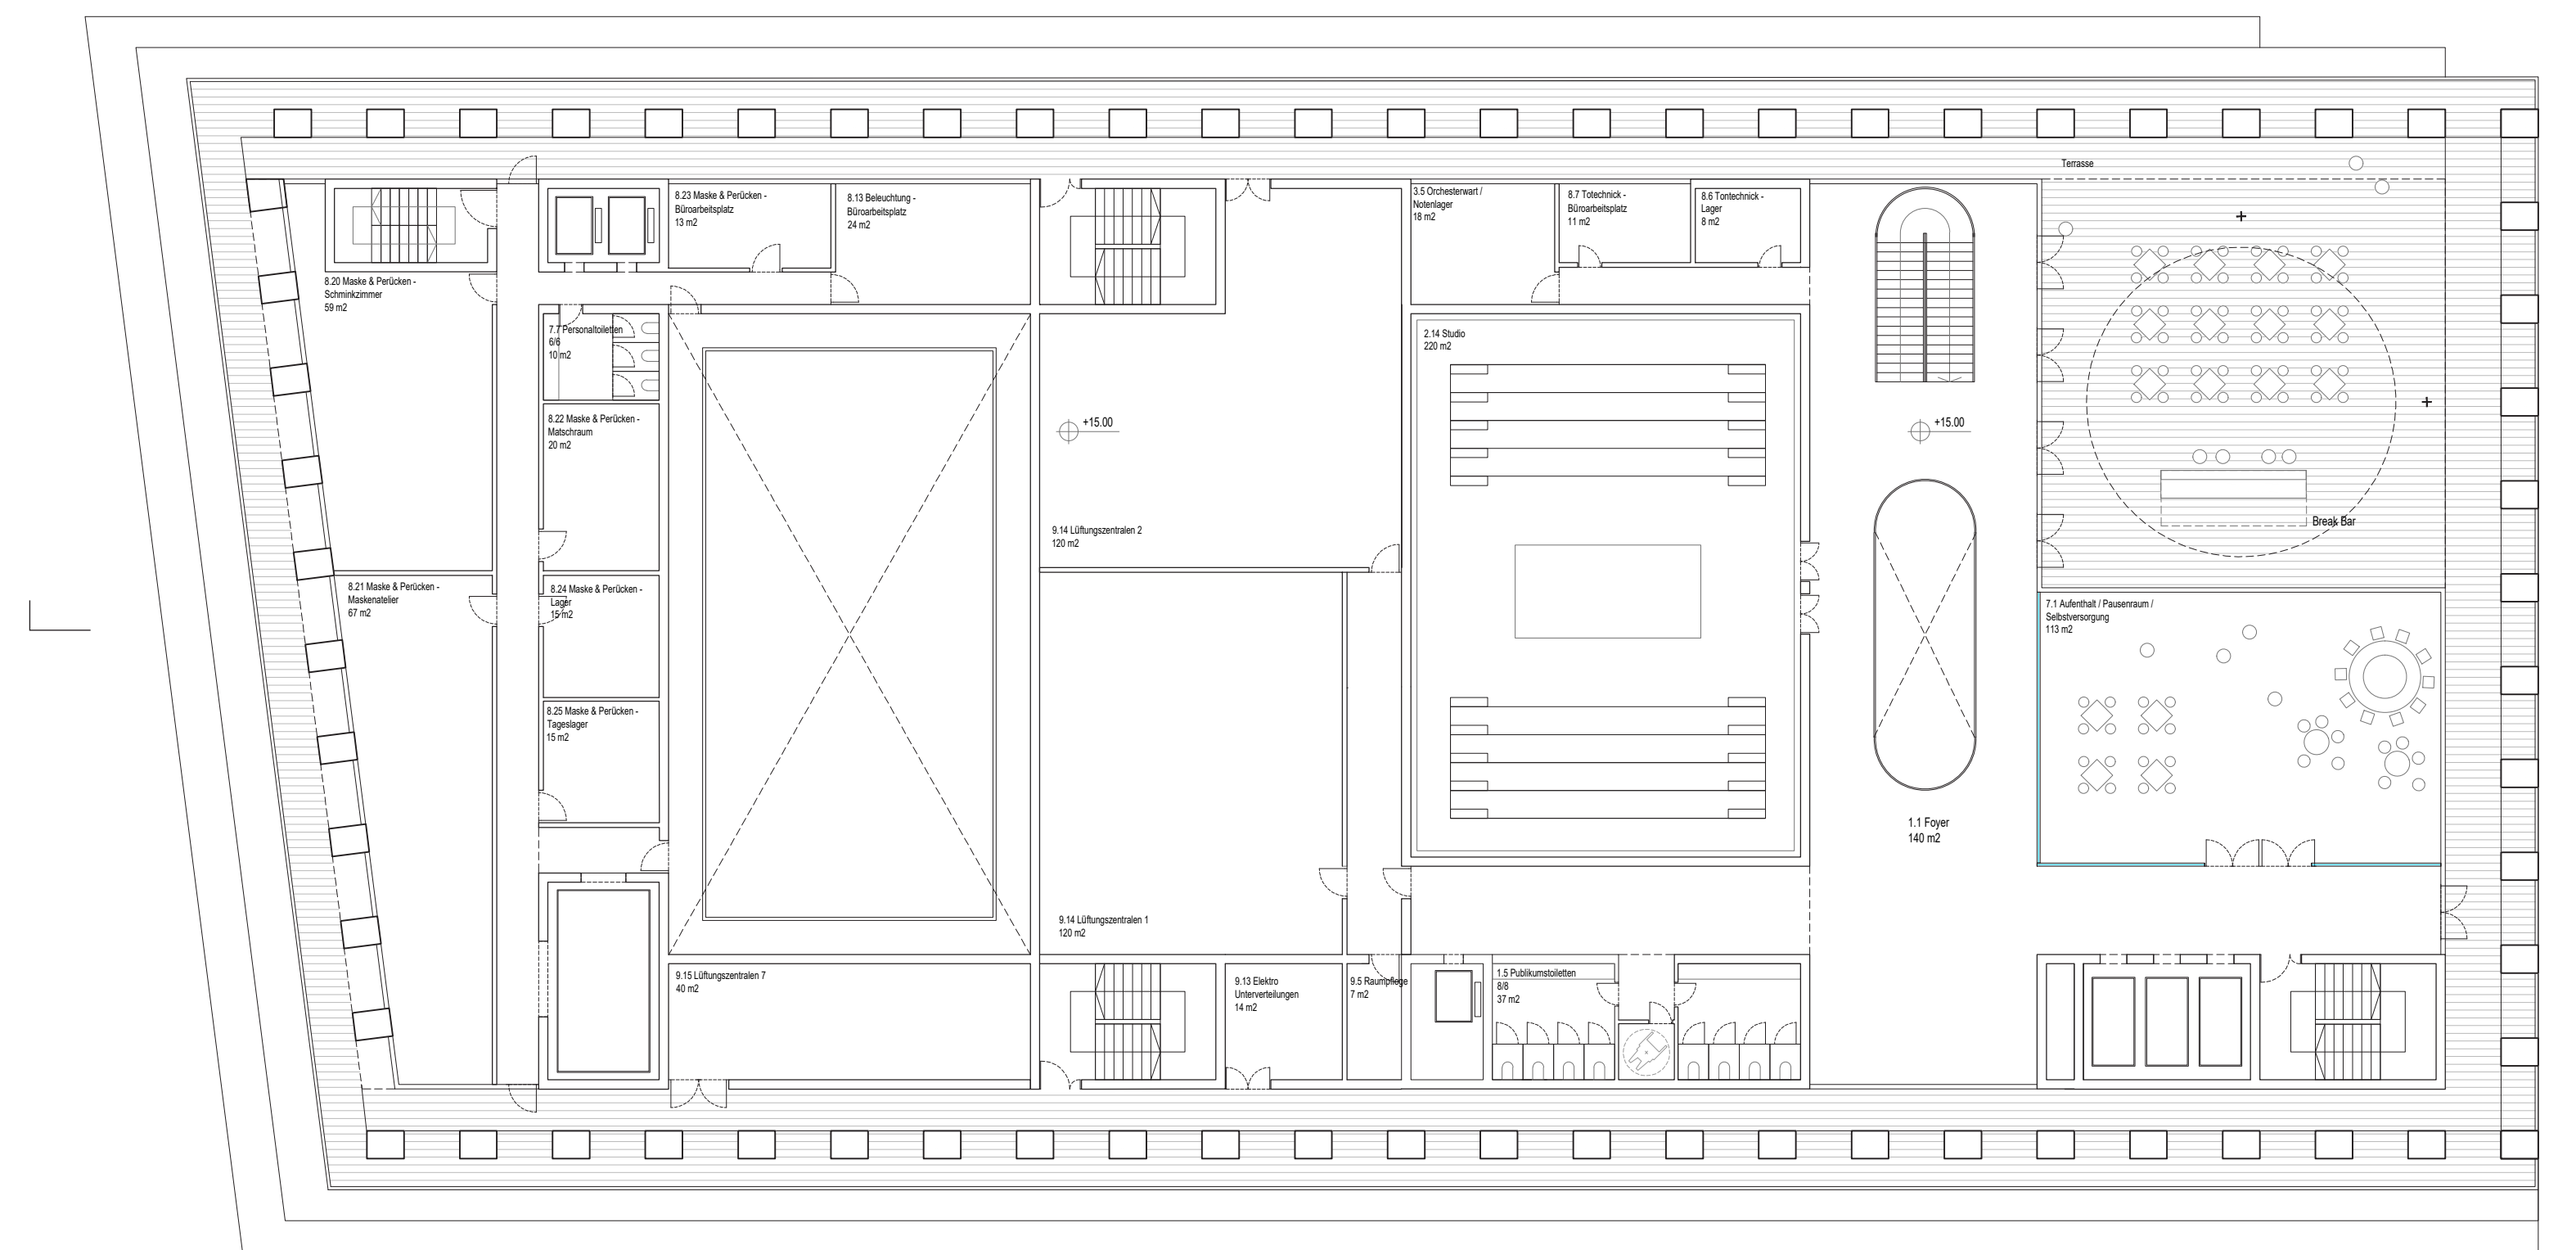 Terrasse
8.23 Maske & Perücken -
Büroarbeitsplatz
13 m2
8.13 Beleuchtung -
Büroarbeitsplatz
24 m2
3.5 Orchesterwart /
Notenlager
18 m2
8.7 Totechnick -
Büroarbeitsplatz
11 m2
8.6 Tontechnick -
Lager
8 m2
8.20 Maske & Perücken -
Schminkzimmer
59 m2
7.7 Personaltoiletten
6/6
10 m2
2.14 Studio
220 m2
8.22 Maske & Perücken -
Matschraum
20 m2
+15.00
+15.00
9.14 Lüftungszentralen 2
120 m2
Break Bar
8.21 Maske & Perücken -
Maskenatelier
67 m2
8.24 Maske & Perücken -
Lager
15 m2
7.1 Aufenthalt / Pausenraum /
Selbstversorgung
113 m2
8.25 Maske & Perücken -
Tageslager
15 m2
1.1 Foyer
140 m2
9.14 Lüftungszentralen 1
120 m2
9.15 Lüftungszentralen 7
40 m2
9.13 Elektro
Unterverteilungen
14 m2
9.5 Raumpflege
7 m2
1.5 Publikumstoiletten
8/8
37 m2